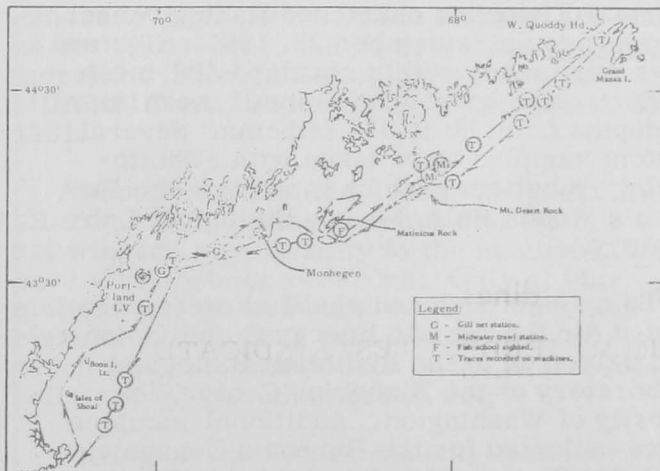 70°
68°
W. Quoddy Hd.
T
Grand
Manan I.
44°30'
T T
T
T
T M
M
T
Mt. Desert Rock
F
Matinicus Rock
T T
Monhegen
G
T
G
43°30'
Port-
land
LV
T
Boon I.
Lt.
Isles of
Shoal
T
T
T
Legend:
G - Gill net station.
M - Midwater trawl station.
F - Fish school sighted.
T - Traces recorded on machines.